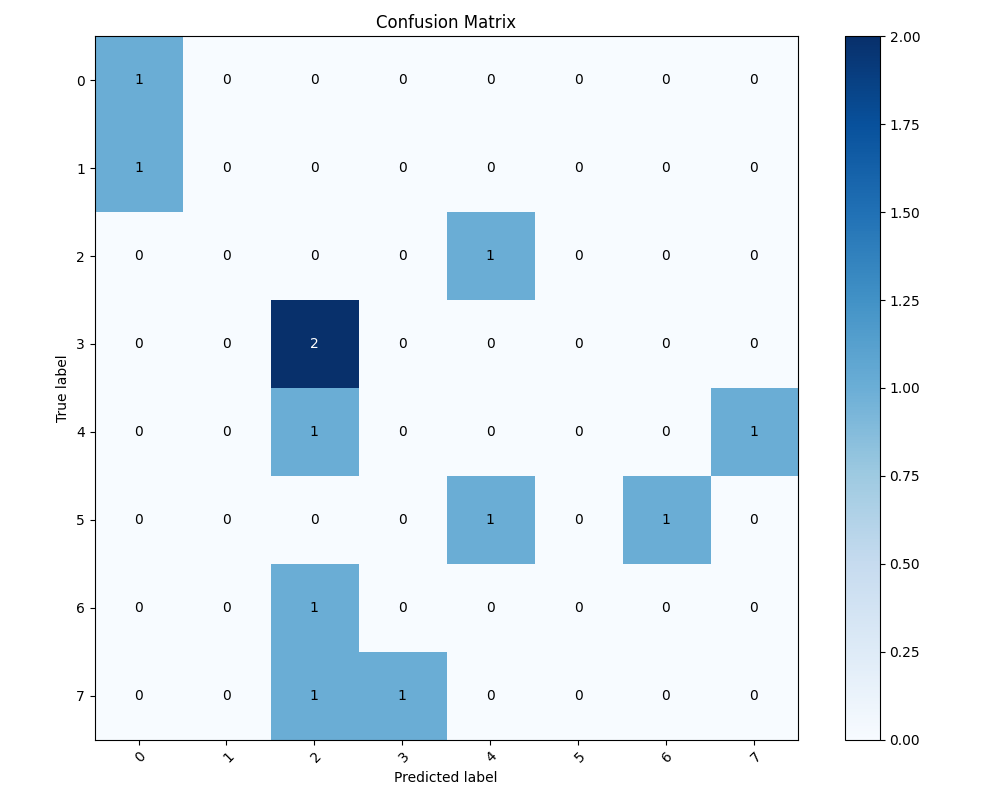 Confusion Matrix
0 1 0 0 0 0 0 0 0
1 1 0 0 0 0 0 0 0
2 0 0 0 0 1 0 0 0
3 0 0 2 0 0 0 0 0
4 0 0 1 0 0 0 0 1
5 0 0 0 0 1 0 1 0
6 0 0 1 0 0 0 0 0
7 0 0 1 1 0 0 0 0
0 1 2 3 4 5 6 7
True label
Predicted label
2.00
1.75
1.50
1.25
1.00
0.75
0.50
0.25
0.00